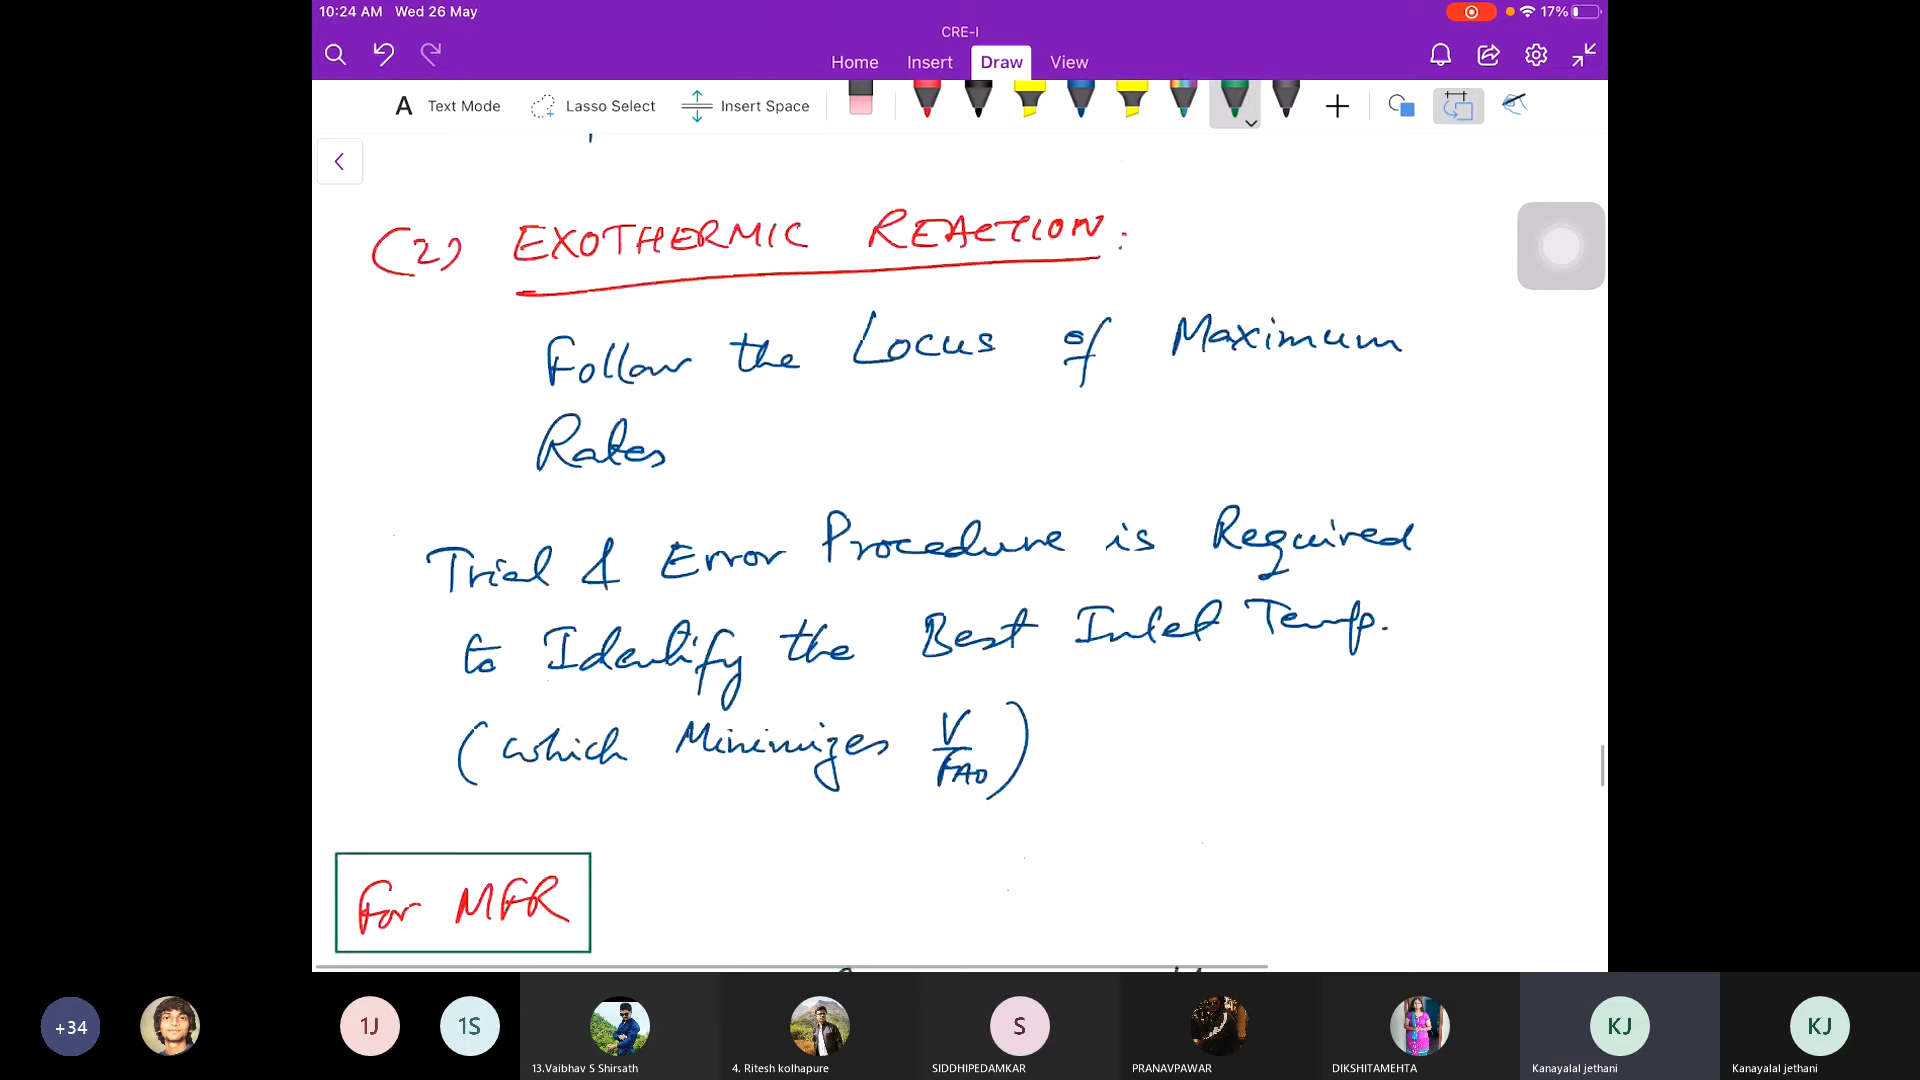 10:24 AM Wed 26 May
17%
CRE-I
Home Insert Draw View
A Text Mode Lasso Select Insert Space
(2) EXOTHERMIC REACTION:
Follow the Locus of Maximum
Rates
Trial & Error Procedure is Required
to Identify the Best Inlet Temp.
(which Minimizes V/FAO)
For MFR
+34 1J 1S S KJ KJ
13.Vaibhav S Shirsath 4. Ritesh kolhapure SIDDHIPEDAMKAR PRANAVPAWAR DIKSHITAMEHTA Kanayalal jethani Kanayalal jethani